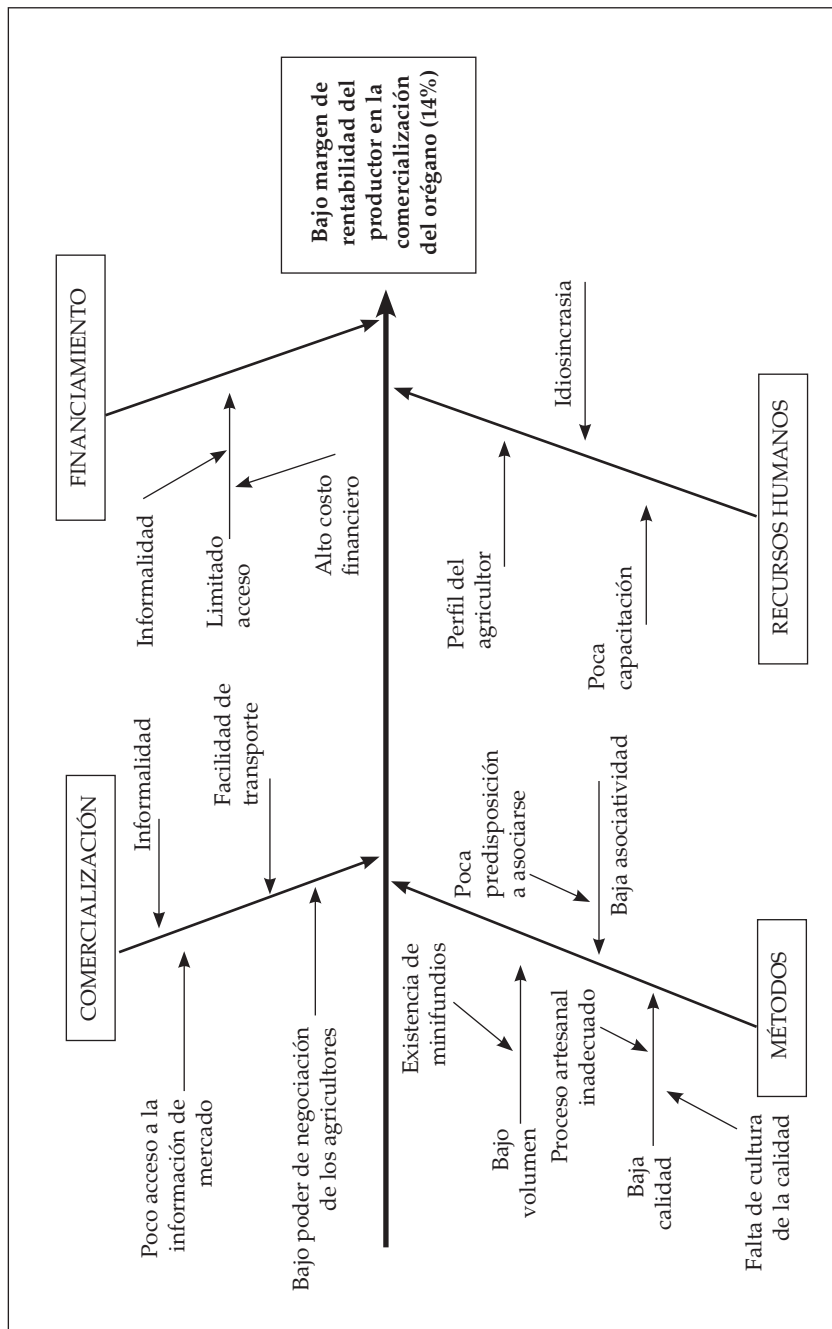 COMERCIALIZACIÓN
Informalidad
Facilidad de
transporte
Poco acceso a la
información de
mercado
Bajo poder de negociación
de los agricultores
FINANCIAMIENTO
Informalidad
Limitado
acceso
Alto costo
financiero
Bajo margen de
rentabilidad del
productor en la
comercialización
del orégano (14%)
Existencia de
minifundios
Bajo
volumen
Proceso artesanal
inadecuado
Baja
calidad
Falta de cultura
de la calidad
Poca
predisposición
a asociarse
Baja asociatividad
MÉTODOS
Perfil del
agricultor
Idiosincrasia
Poca
capacitación
RECURSOS HUMANOS